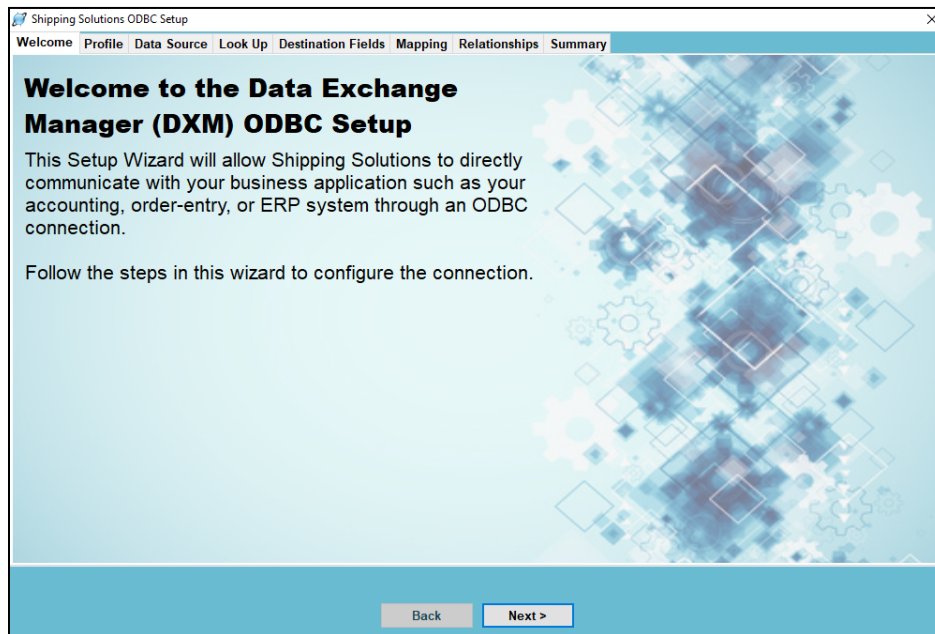 Shipping Solutions ODBC Setup
Welcome Profile Data Source Look Up Destination Fields Mapping Relationships Summary
Welcome to the Data Exchange
Manager (DXM) ODBC Setup
This Setup Wizard will allow Shipping Solutions to directly
communicate with your business application such as your
accounting, order-entry, or ERP system through an ODBC
connection.
Follow the steps in this wizard to configure the connection.
Back Next >